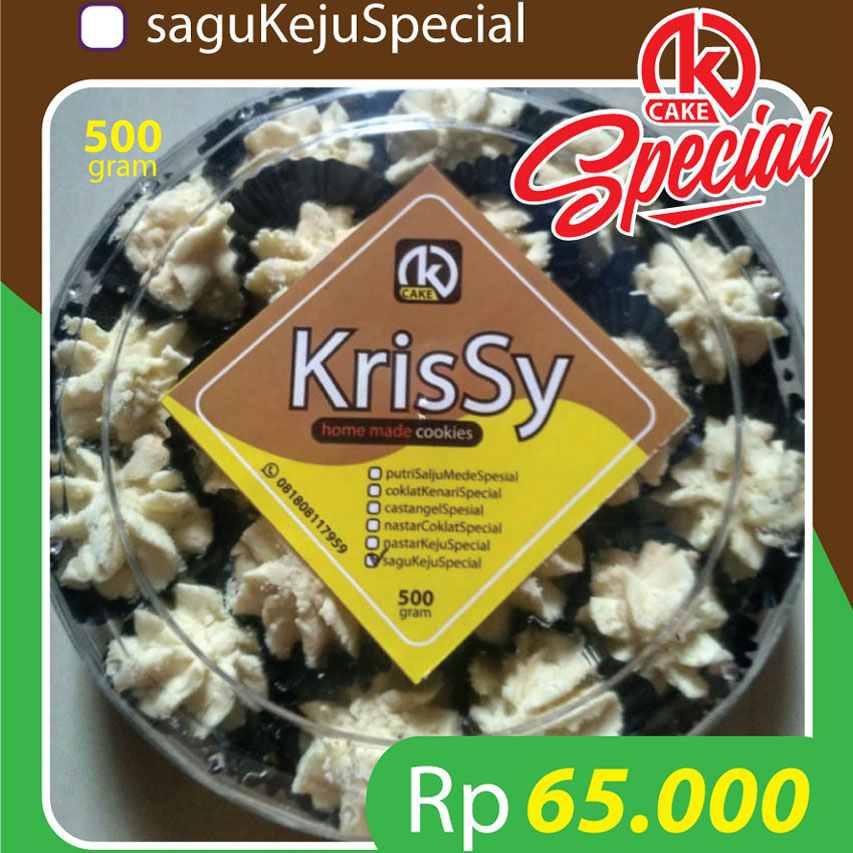 saguKejuSpecial
k
CAKE
Special
500
gram
k
CAKE
KrisSy
home made cookies
081808117959
putriSaljuMedeSpesial
coklatKenariSpecial
castangelSpesial
nastarCoklatSpecial
nastarKejuSpecial
saguKejuSpecial
500
gram
Rp 65.000